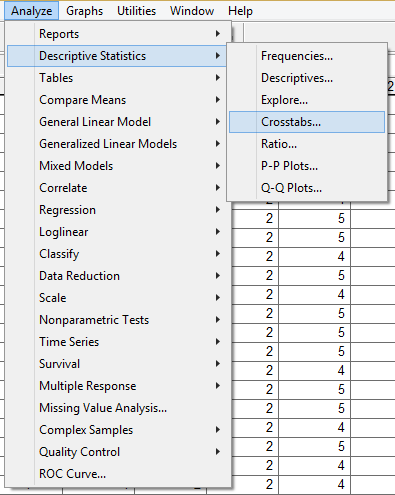 Analyze Graphs Utilities Window Help
Reports
Descriptive Statistics
Tables
Compare Means
General Linear Model
Generalized Linear Models
Mixed Models
Correlate
Regression
Loglinear
Classify
Data Reduction
Scale
Nonparametric Tests
Time Series
Survival
Multiple Response
Missing Value Analysis...
Complex Samples
Quality Control
ROC Curve...
Frequencies...
Descriptives...
Explore...
Crosstabs...
Ratio...
P-P Plots...
Q-Q Plots...
2
2 5
2 5
2 4
2 5
2 4
2 5
2 5
2 5
2 4
2 5
2 5
2 4
2 5
2 4
2 4